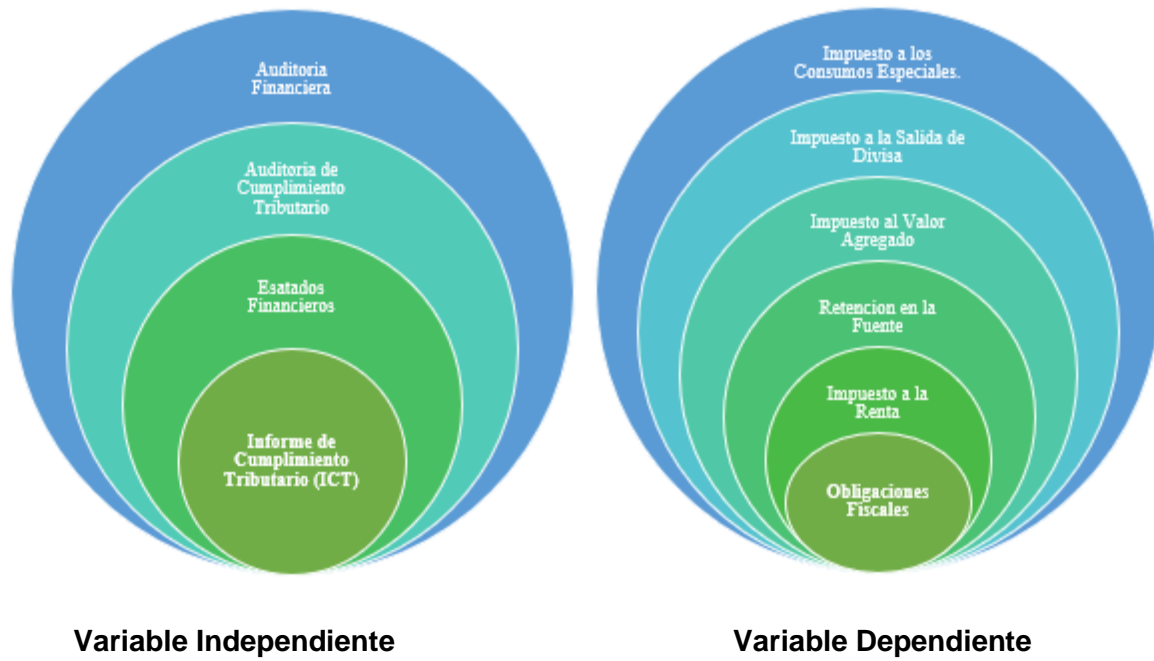 Auditoria
Financiera
Auditoría de
Cumplimiento
Tributario
Esatados
Financieros
Informe de
Cumplimiento
Tributario (ICT)
Variable Independiente
Impuesto a los
Consumos Especiales.
Impuesto a la Salida de
Divisa
Impuesto al Valor
Agregado
Retencion en la
Fuente
Impuesto a la
Renta
Obligaciones
Fiscales
Variable Dependiente